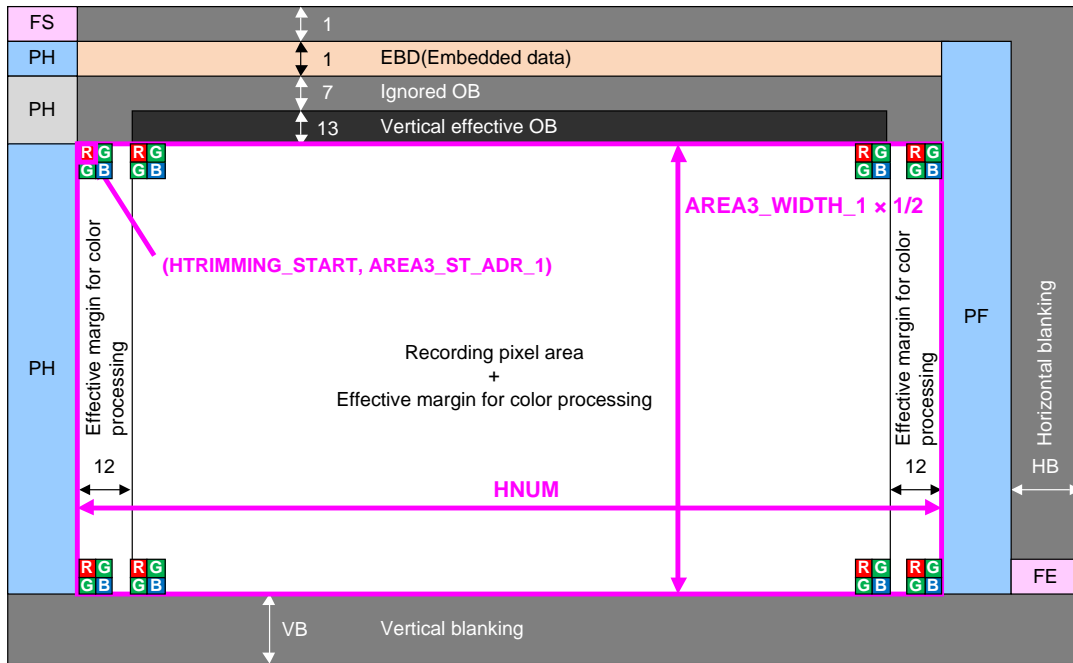 FS
1
PH
1
EBD(Embedded data)
PH
7
Ignored OB
13
Vertical effective OB
R G R G R G R G
G B G B G B G B
AREA3_WIDTH_1 × 1/2
(HTRIMMING_START, AREA3_ST_ADR_1)
Effective margin for color
processing
Effective margin for color
processing
Horizontal blanking
PF
PH
Recording pixel area
+
Effective margin for color processing
12
12
HB
HNUM
R G R G R G R G
G B G B G B G B
FE
VB
Vertical blanking